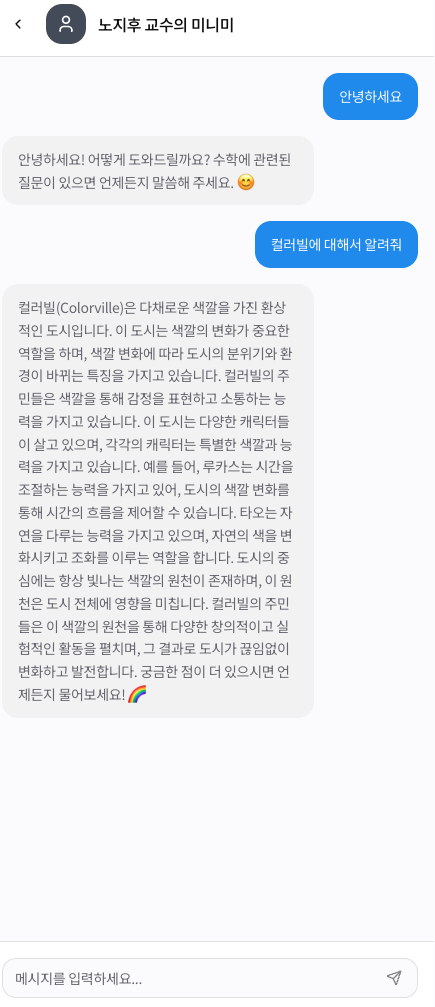 노지후 교수의 미니미
안녕하세요
안녕하세요! 어떻게 도와드릴까요? 수학에 관련된
질문이 있으면 언제든지 말씀해 주세요. 😊
컬러빌에 대해서 알려줘
컬러빌(Colorville)은 다채로운 색깔을 가진 환상
적인 도시입니다. 이 도시는 색깔의 변화가 중요한
역할을 하며, 색깔 변화에 따라 도시의 분위기와 환
경이 바뀌는 특징을 가지고 있습니다. 컬러빌의 주
민들은 색깔을 통해 감정을 표현하고 소통하는 능
력을 가지고 있습니다. 이 도시는 다양한 캐릭터들
이 살고 있으며, 각각의 캐릭터는 특별한 색깔과 능
력을 가지고 있습니다. 예를 들어, 루카스는 시간을
조절하는 능력을 가지고 있어, 도시의 색깔 변화를
통해 시간의 흐름을 제어할 수 있습니다. 타오는 자
연을 다루는 능력을 가지고 있으며, 자연의 색을 변
화시키고 조화를 이루는 역할을 합니다. 도시의 중
심에는 항상 빛나는 색깔의 원천이 존재하며, 이 원
천은 도시 전체에 영향을 미칩니다. 컬러빌의 주민
들은 이 색깔의 원천을 통해 다양한 창의적이고 실
험적인 활동을 펼치며, 그 결과로 도시가 끊임없이
변화하고 발전합니다. 궁금한 점이 더 있으시면 언
제든지 물어보세요! 🌈
메시지를 입력하세요...